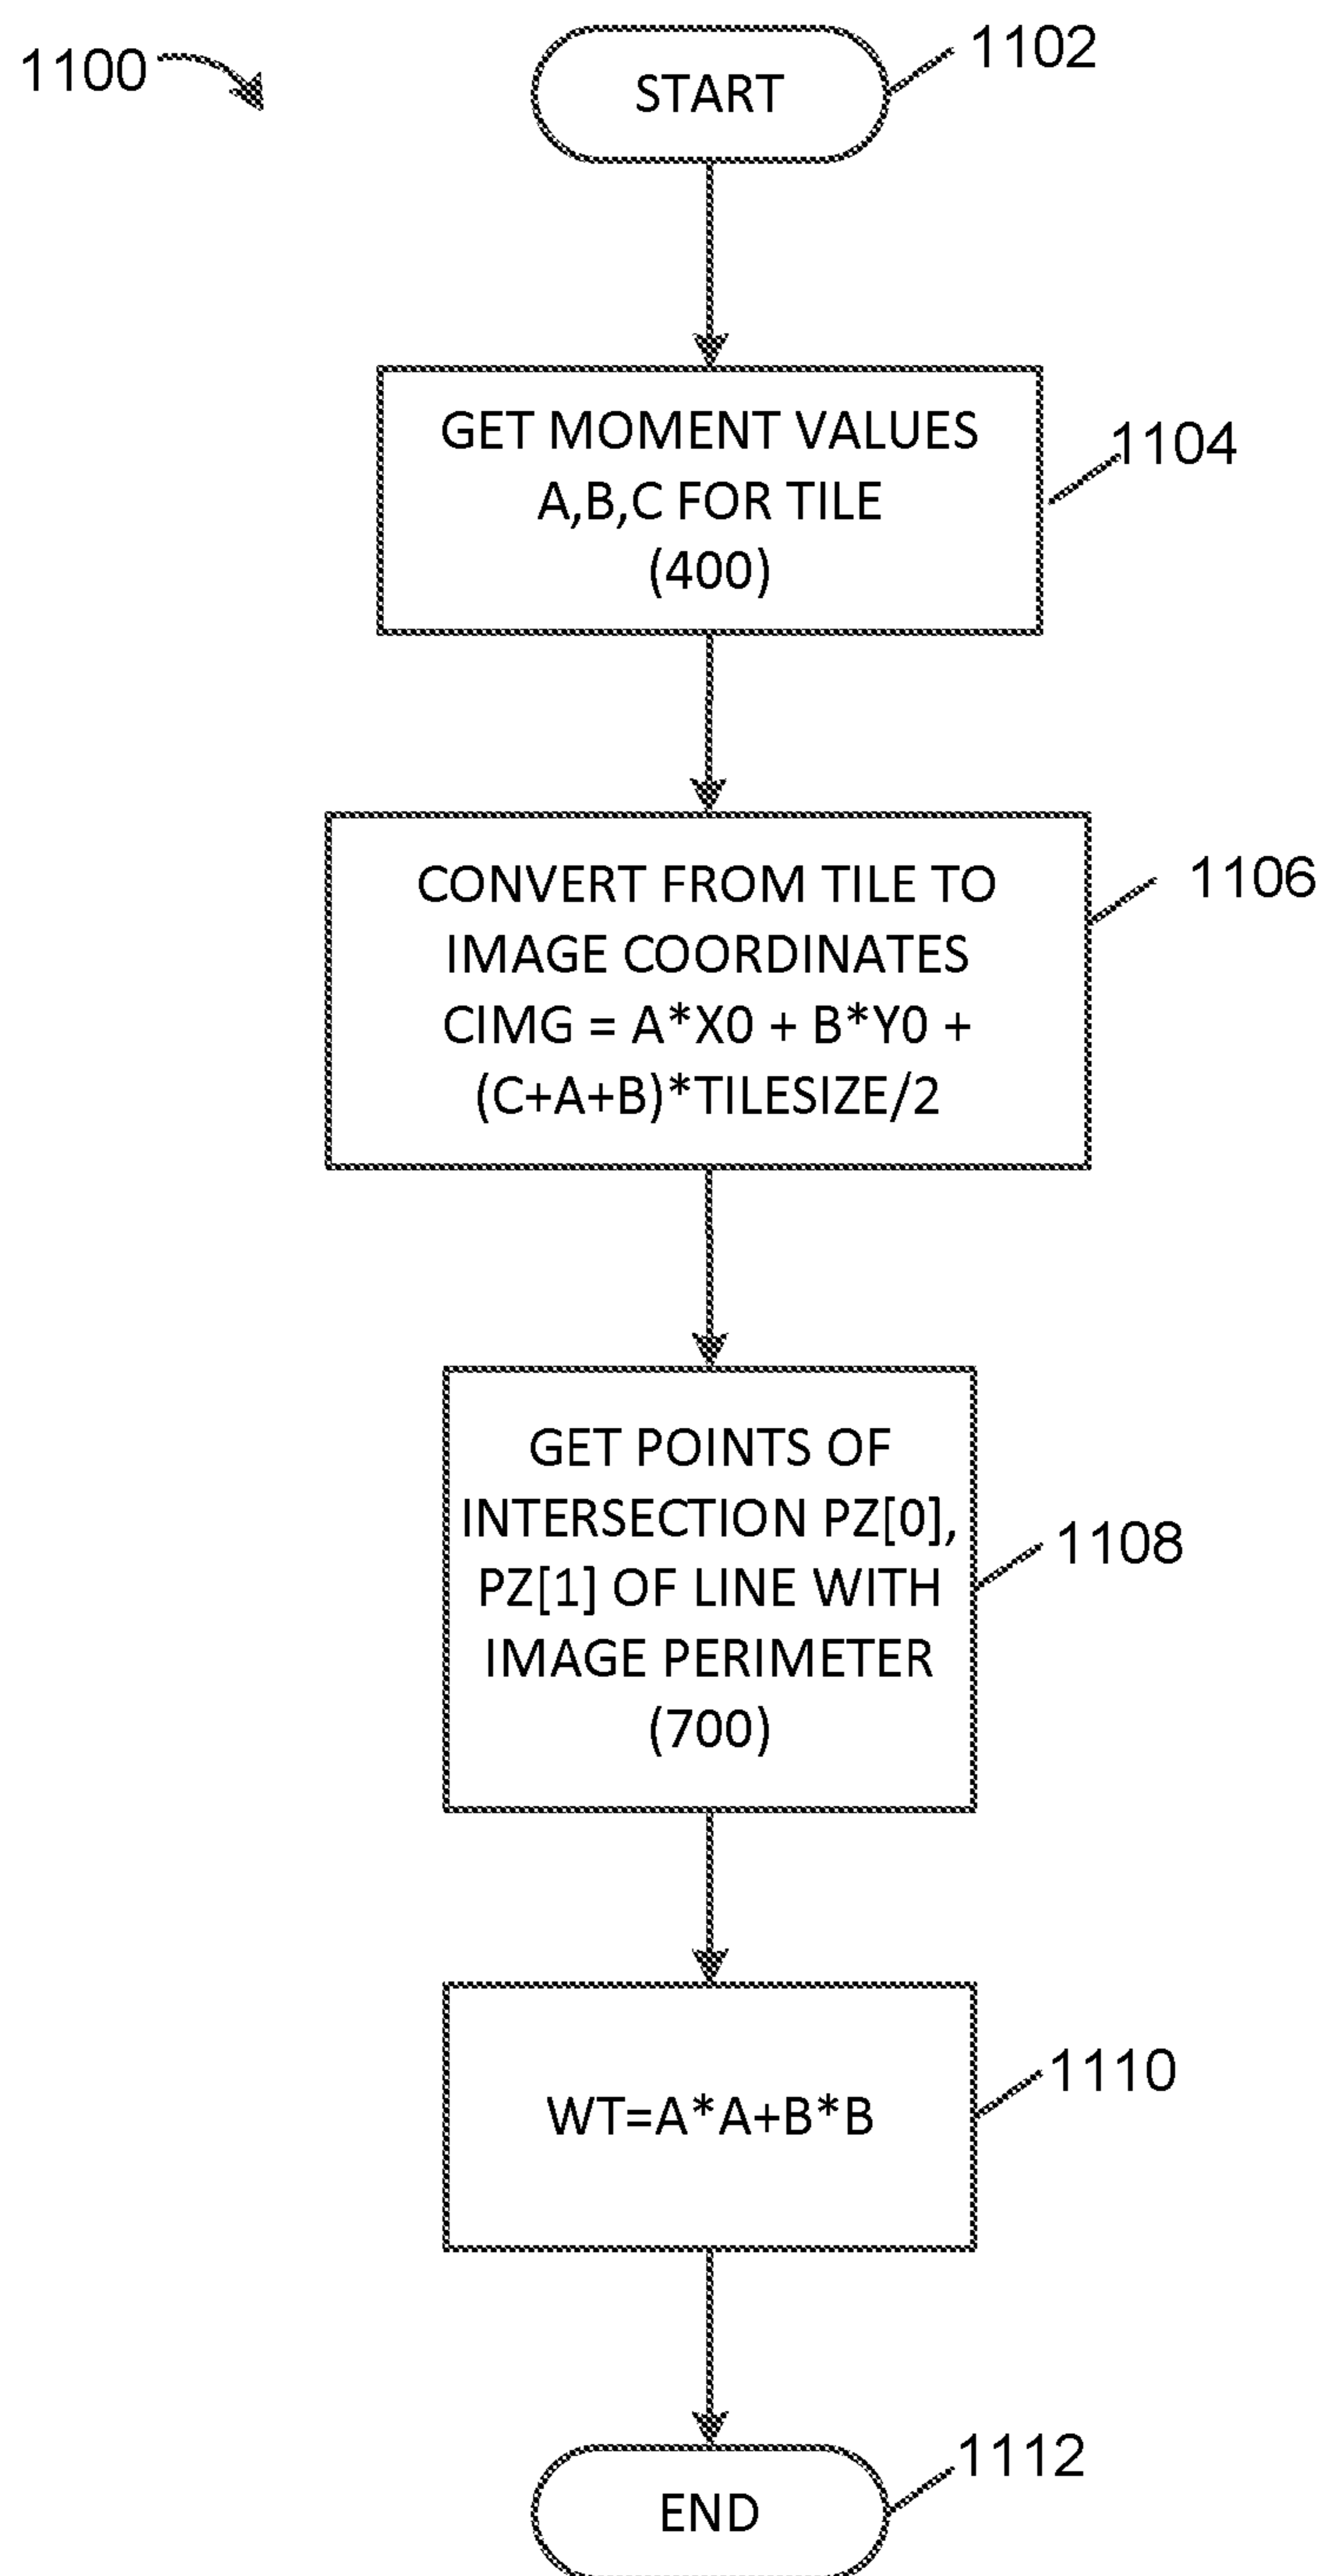 1100
START
1102
GET MOMENT VALUES
A,B,C FOR TILE
(400)
1104
CONVERT FROM TILE TO
IMAGE COORDINATES
CIMG = A*X0 + B*Y0 +
(C+A+B)*TILESIZE/2
1106
GET POINTS OF
INTERSECTION PZ[0],
PZ[1] OF LINE WITH
IMAGE PERIMETER
(700)
1108
WT=A*A+B*B
1110
END
1112